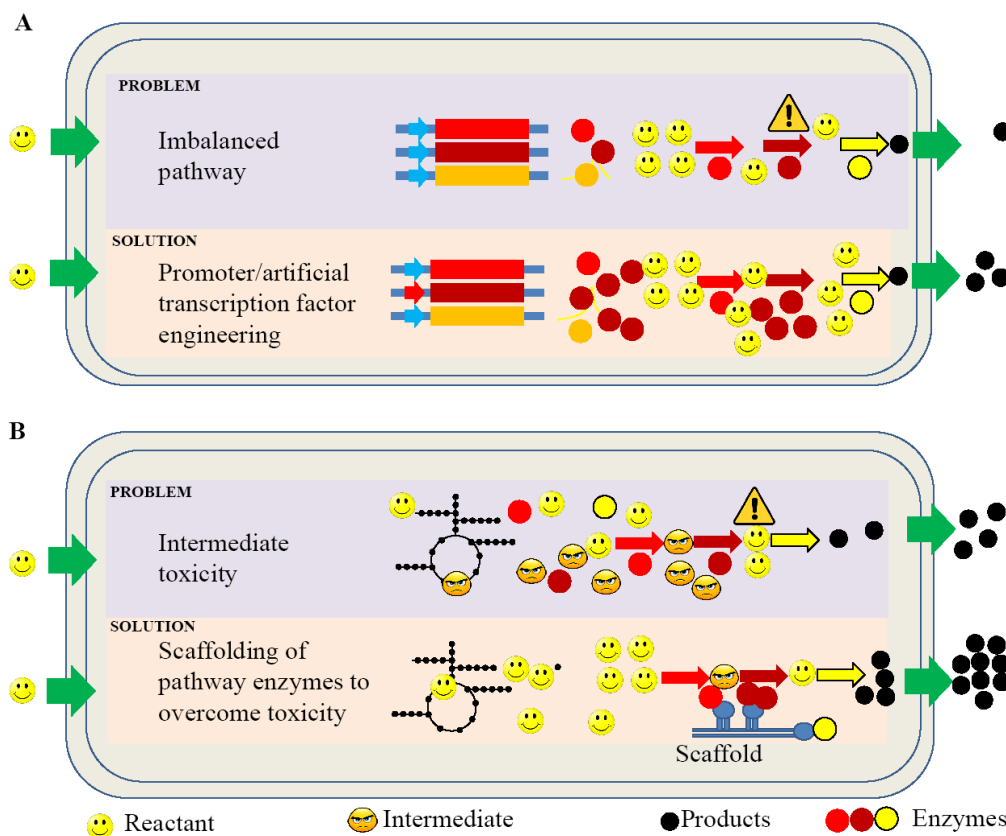 A
PROBLEM
Imbalanced
pathway
SOLUTION
Promoter/artificial
transcription factor
engineering
B
PROBLEM
Intermediate
toxicity
SOLUTION
Scaffolding of
pathway enzymes to
overcome toxicity
Scaffold
Reactant
Intermediate
Products
Enzymes